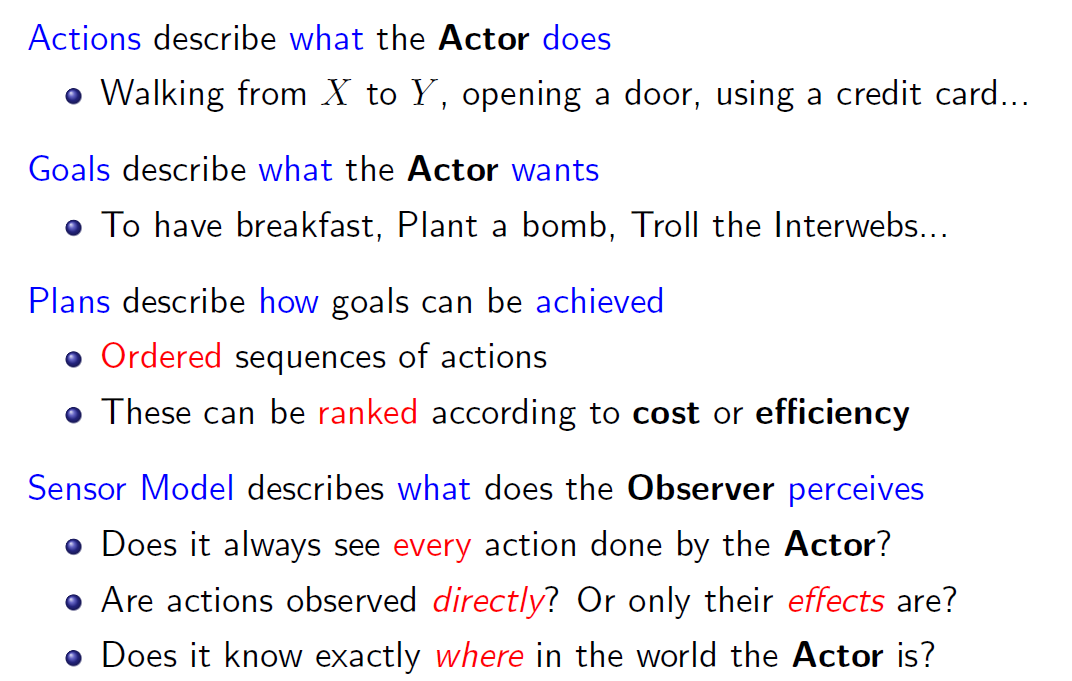 Actions describe what the Actor does
Walking from X to Y, opening a door, using a credit card...
Goals describe what the Actor wants
To have breakfast, Plant a bomb, Troll the Interwebs...
Plans describe how goals can be achieved
Ordered sequences of actions
These can be ranked according to cost or efficiency
Sensor Model describes what does the Observer perceives
Does it always see every action done by the Actor?
Are actions observed directly? Or only their effects are?
Does it know exactly where in the world the Actor is?